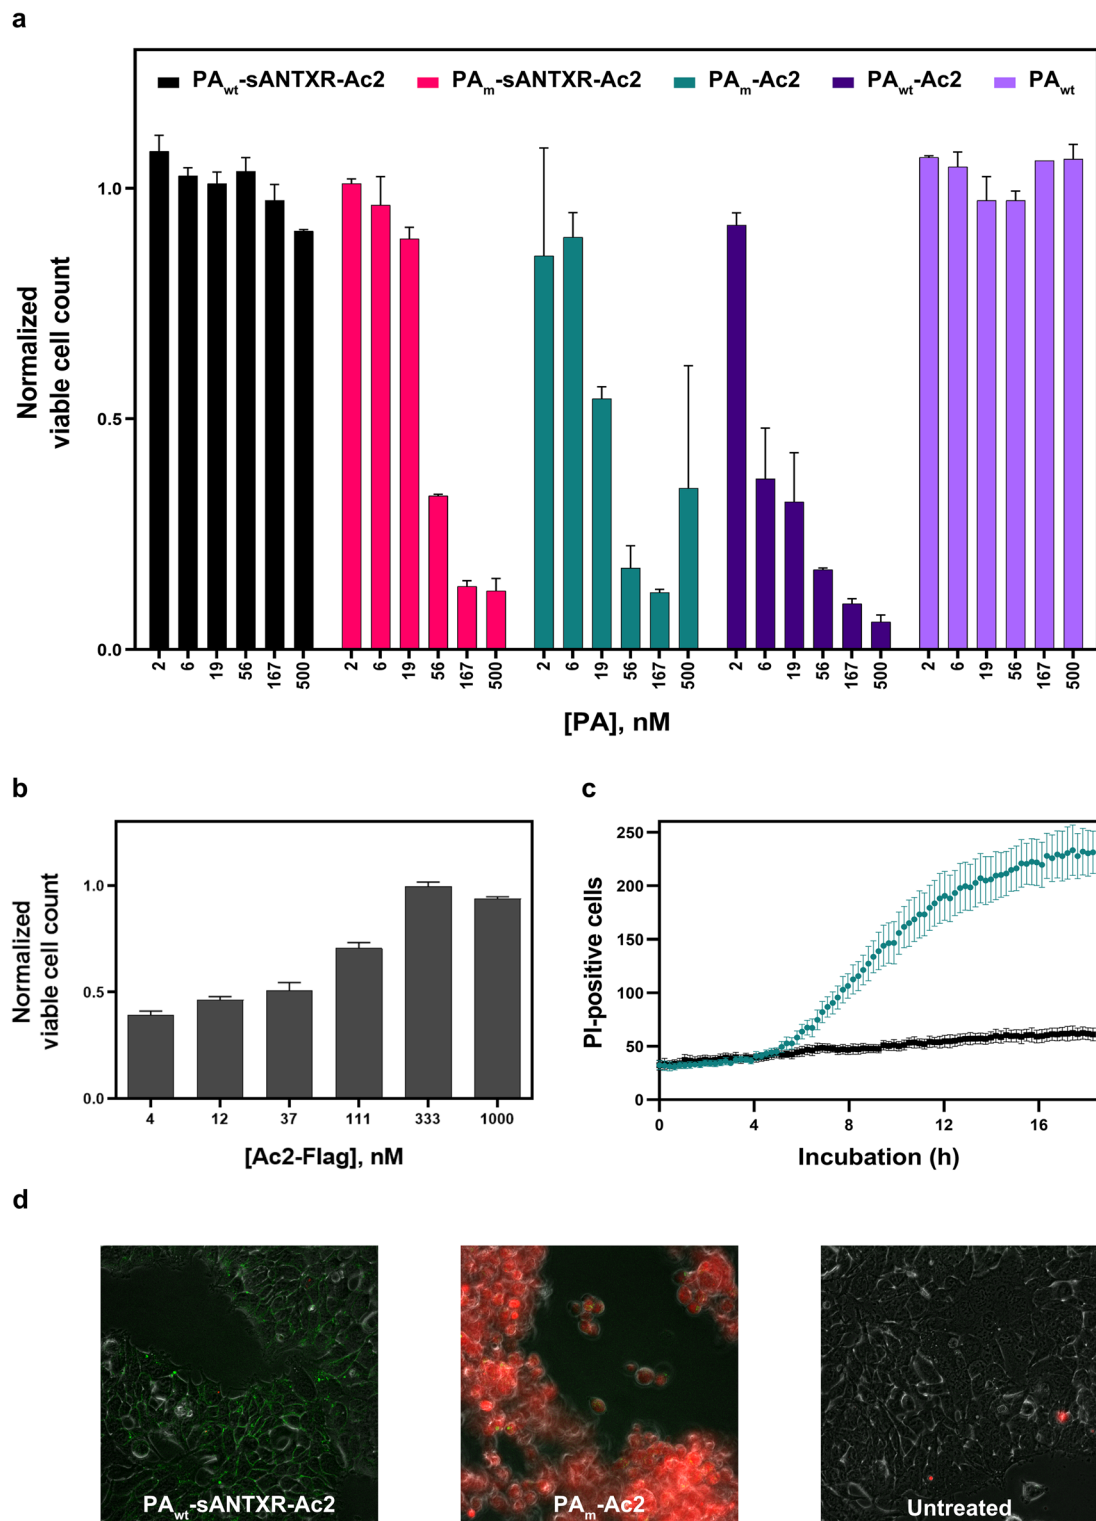 a
PAwt-sANTXR-Ac2 PAm-sANTXR-Ac2 PAm-Ac2 PAwt-Ac2 PAwt
1.0
0.5
0.0
Normalized
viable cell count
2 6 19 56 167 500 2 6 19 56 167 500 2 6 19 56 167 500 2 6 19 56 167 500 2 6 19 56 167 500
[PA], nM
b
Normalized
viable cell count
1.0
0.5
0.0
4 12 37 111 333 1000
[Ac2-Flag], nM
c
PI-positive cells
250
200
150
100
50
0
0 4 8 12 16
Incubation (h)
d
PAwt-sANTXR-Ac2
PAm-Ac2
Untreated